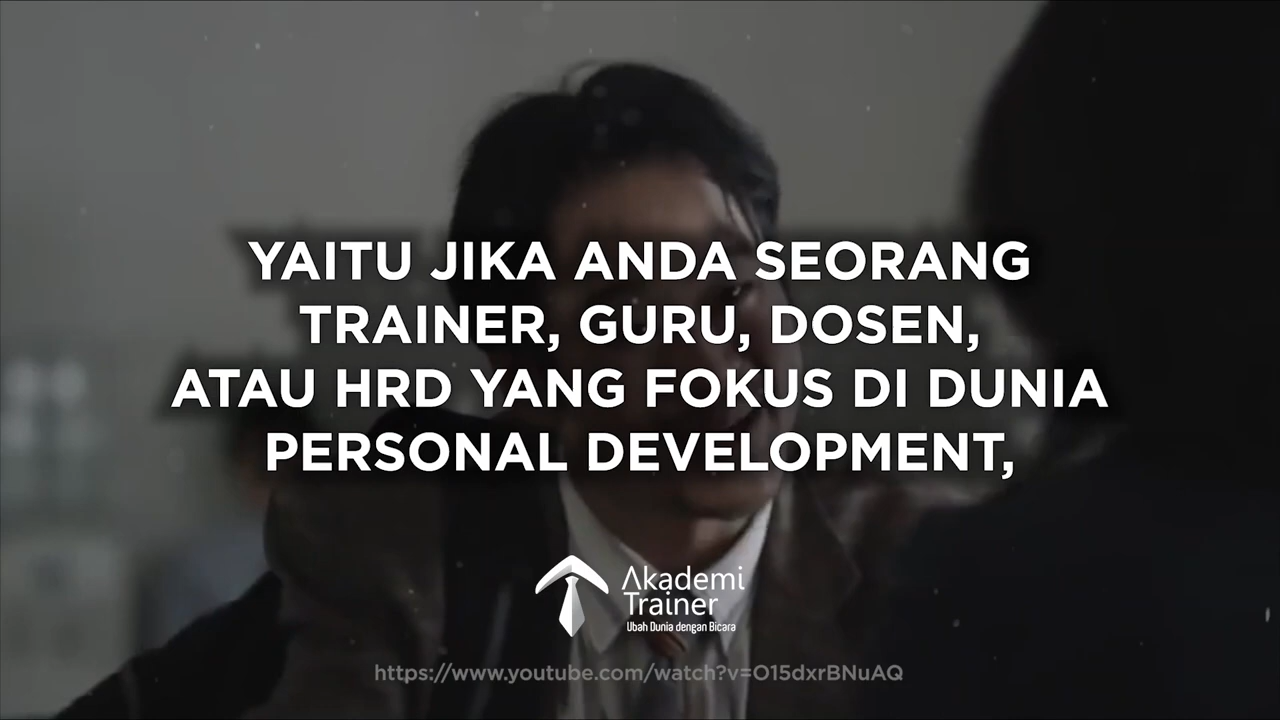 YAITU JIKA ANDA SEORANG
TRAINER, GURU, DOSEN,
ATAU HRD YANG FOKUS DI DUNIA
PERSONAL DEVELOPMENT,
Akademi
Trainer
Ubah Dunia dengan Bicara
https://www.youtube.com/watch?v=O15dxrBNuAQ